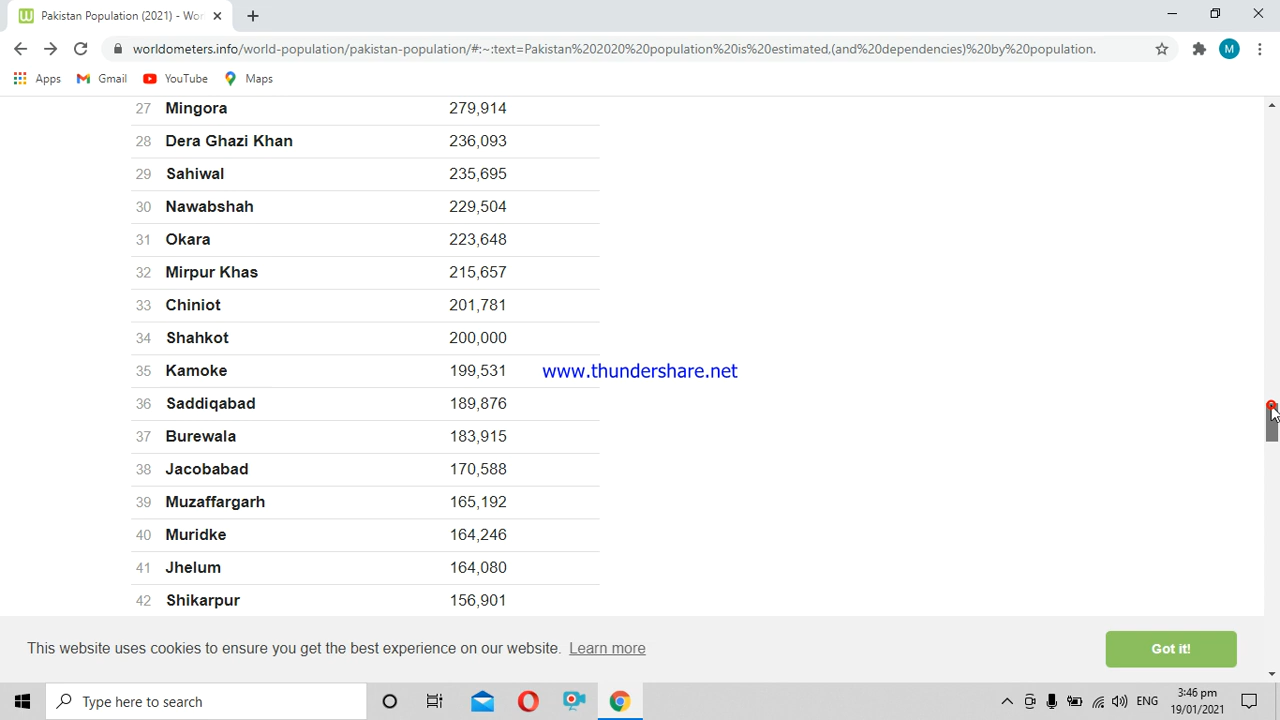 Pakistan Population (2021) - Wor
worldometers.info/world-population/pakistan-population/#:~:text=Pakistan%202020%20population%20is%20estimated,(and%20dependencies)%20by%20population.
M
Apps Gmail YouTube Maps
27 Mingora 279,914
28 Dera Ghazi Khan 236,093
29 Sahiwal 235,695
30 Nawabshah 229,504
31 Okara 223,648
32 Mirpur Khas 215,657
33 Chiniot 201,781
34 Shahkot 200,000
35 Kamoke 199,531 www.thundershare.net
36 Saddiqabad 189,876
37 Burewala 183,915
38 Jacobabad 170,588
39 Muzaffargarh 165,192
40 Muridke 164,246
41 Jhelum 164,080
42 Shikarpur 156,901
This website uses cookies to ensure you get the best experience on our website. Learn more Got it!
Type here to search ENG 3:46 pm
19/01/2021